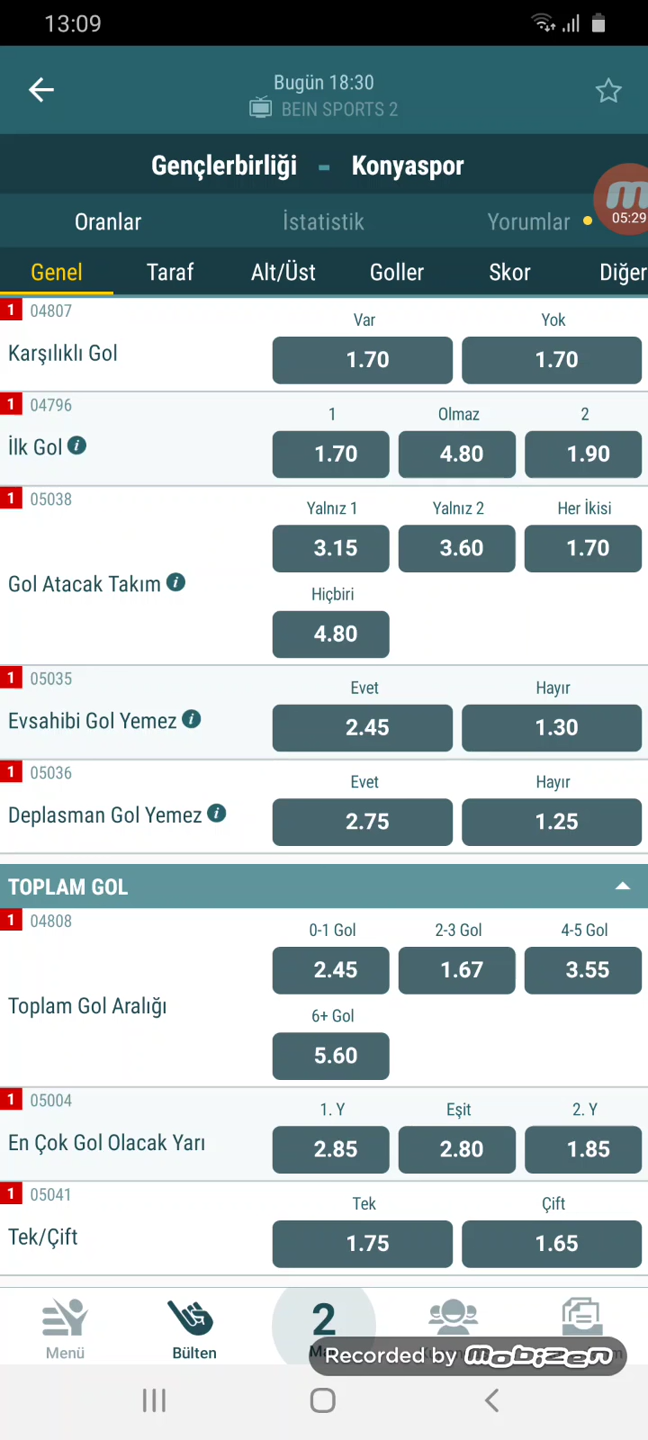 13:09
Bugün 18:30
BEIN SPORTS 2
Gençlerbirliği - Konyaspor
05:29
Oranlar İstatistik Yorumlar
Genel Taraf Alt/Üst Goller Skor Diğer
1 04807
Var Yok
Karşılıklı Gol
1.70 1.70
1 04796
1 Olmaz 2
İlk Gol
1.70 4.80 1.90
1 05038
Yalnız 1 Yalnız 2 Her İkisi
3.15 3.60 1.70
Gol Atacak Takım
Hiçbiri
4.80
1 05035
Evet Hayır
Evsahibi Gol Yemez
2.45 1.30
1 05036
Evet Hayır
Deplasman Gol Yemez
2.75 1.25
TOPLAM GOL
1 04808
0-1 Gol 2-3 Gol 4-5 Gol
2.45 1.67 3.55
Toplam Gol Aralığı
6+ Gol
5.60
1 05004
1. Y Eşit 2. Y
En Çok Gol Olacak Yarı
2.85 2.80 1.85
1 05041
Tek Çift
Tek/Çift
1.75 1.65
2
Menü Bülten
Recorded by mobizen